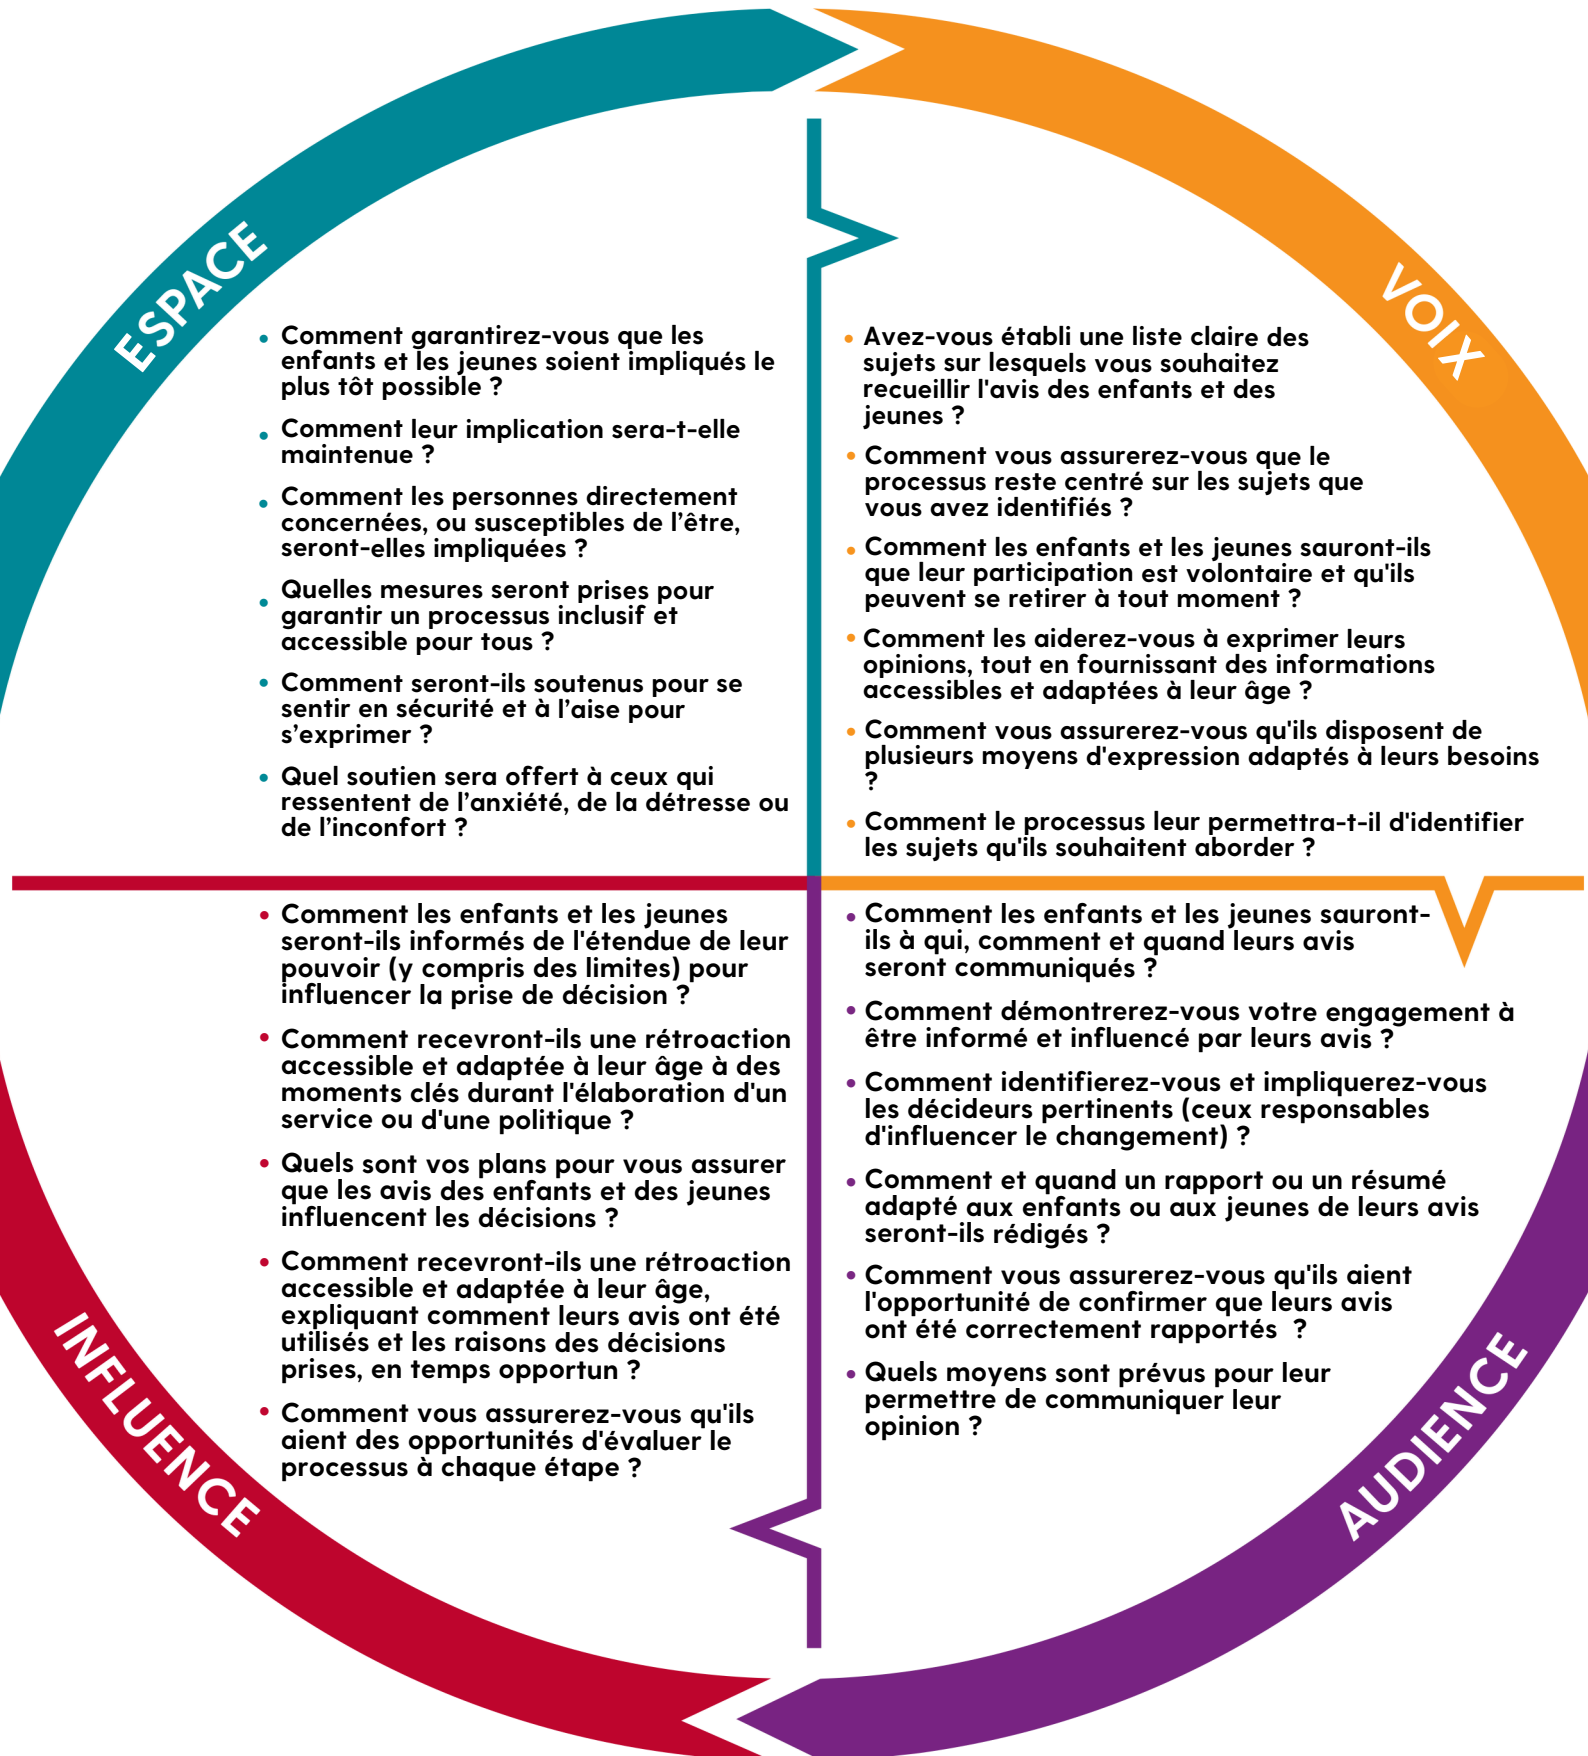 ESPACE
Comment garantirez-vous que les
enfants et les jeunes soient impliqués le
plus tôt possible ?
Comment leur implication sera-t-elle
maintenue ?
Comment les personnes directement
concernées, ou susceptibles de l’être,
seront-elles impliquées ?
Quelles mesures seront prises pour
garantir un processus inclusif et
accessible pour tous ?
Comment seront-ils soutenus pour se
sentir en sécurité et à l’aise pour
s’exprimer ?
Quel soutien sera offert à ceux qui
ressentent de l’anxiété, de la détresse ou
de l’inconfort ?
VOIX
Avez-vous établi une liste claire des
sujets sur lesquels vous souhaitez
recueillir l'avis des enfants et des
jeunes ?
Comment vous assurerez-vous que le
processus reste centré sur les sujets que
vous avez identifiés ?
Comment les enfants et les jeunes sauront-ils
que leur participation est volontaire et qu'ils
peuvent se retirer à tout moment ?
Comment les aiderez-vous à exprimer leurs
opinions, tout en fournissant des informations
accessibles et adaptées à leur âge ?
Comment vous assurerez-vous qu'ils disposent de
plusieurs moyens d'expression adaptés à leurs besoins
?
Comment le processus leur permettra-t-il d'identifier
les sujets qu'ils souhaitent aborder ?
INFLUENCE
Comment les enfants et les jeunes
seront-ils informés de l'étendue de leur
pouvoir (y compris des limites) pour
influencer la prise de décision ?
Comment recevront-ils une rétroaction
accessible et adaptée à leur âge à des
moments clés durant l'élaboration d'un
service ou d'une politique ?
Quels sont vos plans pour vous assurer
que les avis des enfants et des jeunes
influencent les décisions ?
Comment recevront-ils une rétroaction
accessible et adaptée à leur âge,
expliquant comment leurs avis ont été
utilisés et les raisons des décisions
prises, en temps opportun ?
Comment vous assurerez-vous qu'ils
aient des opportunités d'évaluer le
processus à chaque étape ?
AUDIENCE
Comment les enfants et les jeunes sauront-
ils à qui, comment et quand leurs avis
seront communiqués ?
Comment démontrerez-vous votre engagement à
être informé et influencé par leurs avis ?
Comment identifierez-vous et impliquerez-vous
les décideurs pertinents (ceux responsables
d'influencer le changement) ?
Comment et quand un rapport ou un résumé
adapté aux enfants ou aux jeunes de leurs avis
seront-ils rédigés ?
Comment vous assurerez-vous qu'ils aient
l'opportunité de confirmer que leurs avis
ont été correctement rapportés  ?
Quels moyens sont prévus pour leur
permettre de communiquer leur
opinion ?